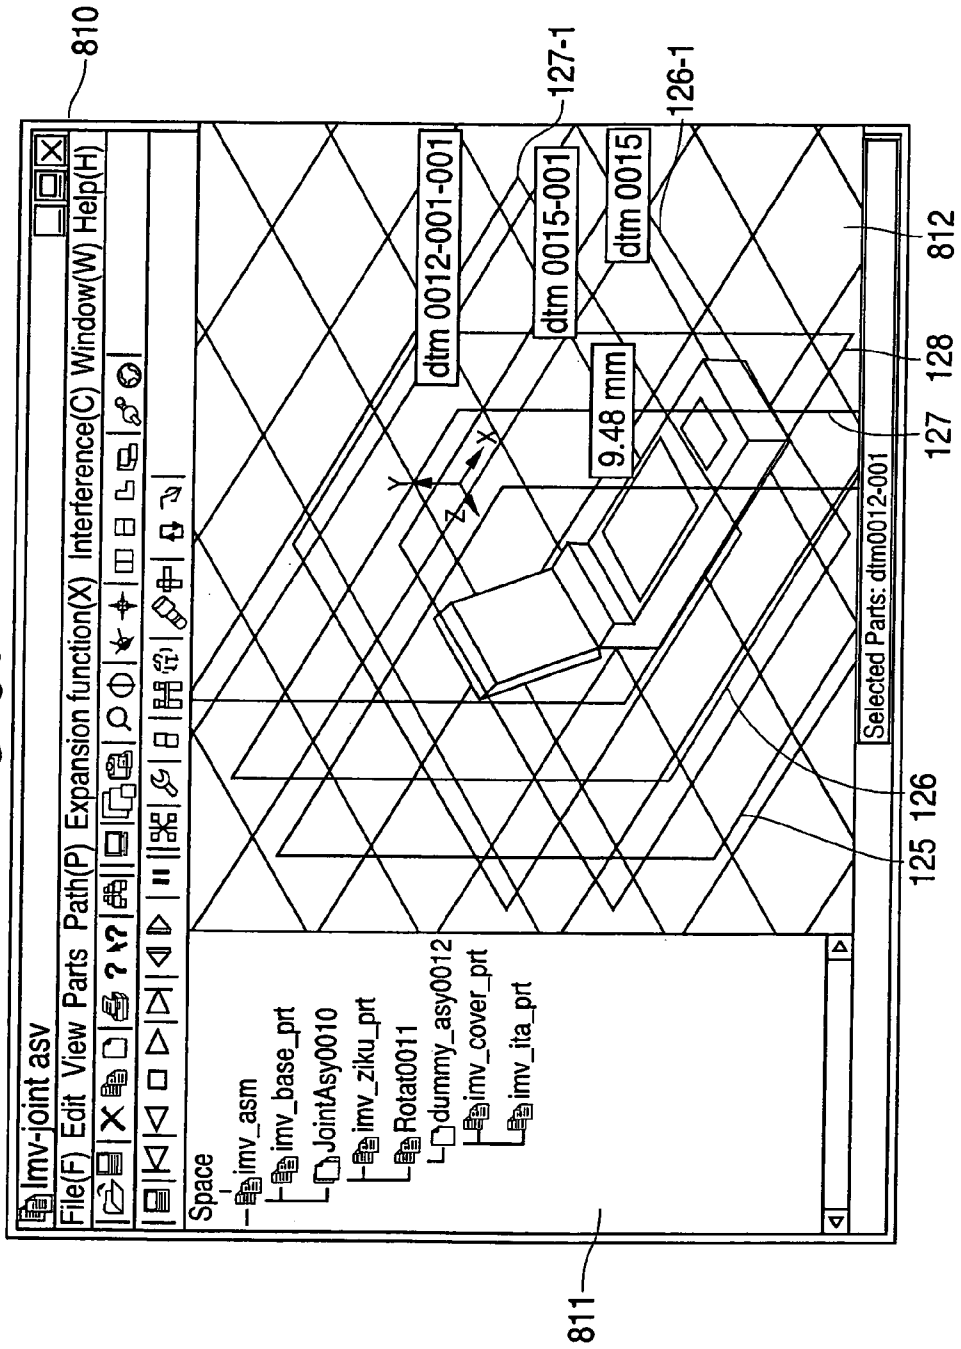 810
Imv-joint asv
File(F) Edit View Parts Path(P) Expansion function(X) Interference(C) Window(W) Help(H)
Space
imv_asm
imv_base_prt
JointAsy0010
imv_ziku_prt
Rotat0011
dummy_asy0012
imv_cover_prt
imv_ita_prt
Y
X
Z
dtm 0012-001-001
127-1
dtm 0015-001
9.48 mm
dtm 0015
126-1
Selected Parts: dtm0012-001
811
125
126
127
128
812